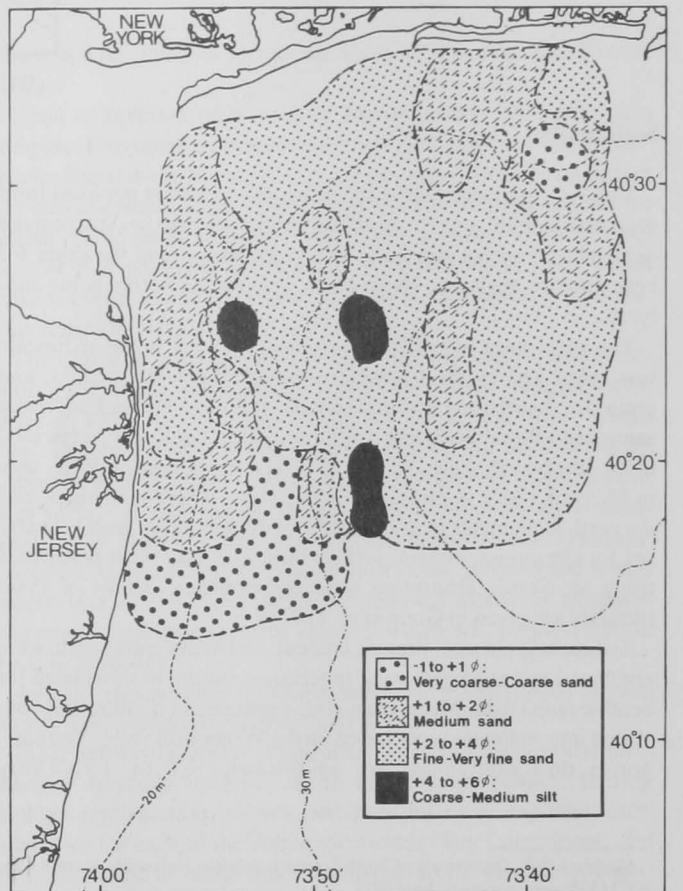 NEW
YORK
40°30′
40°20′
NEW
JERSEY
-1 to +1 ø:
Very coarse-Coarse sand
+1 to +2 ø:
Medium sand
+2 to +4 ø:
Fine-Very fine sand
+4 to +6 ø:
Coarse-Medium silt
40°10′
20m
30m
74°00′
73°50′
73°40′